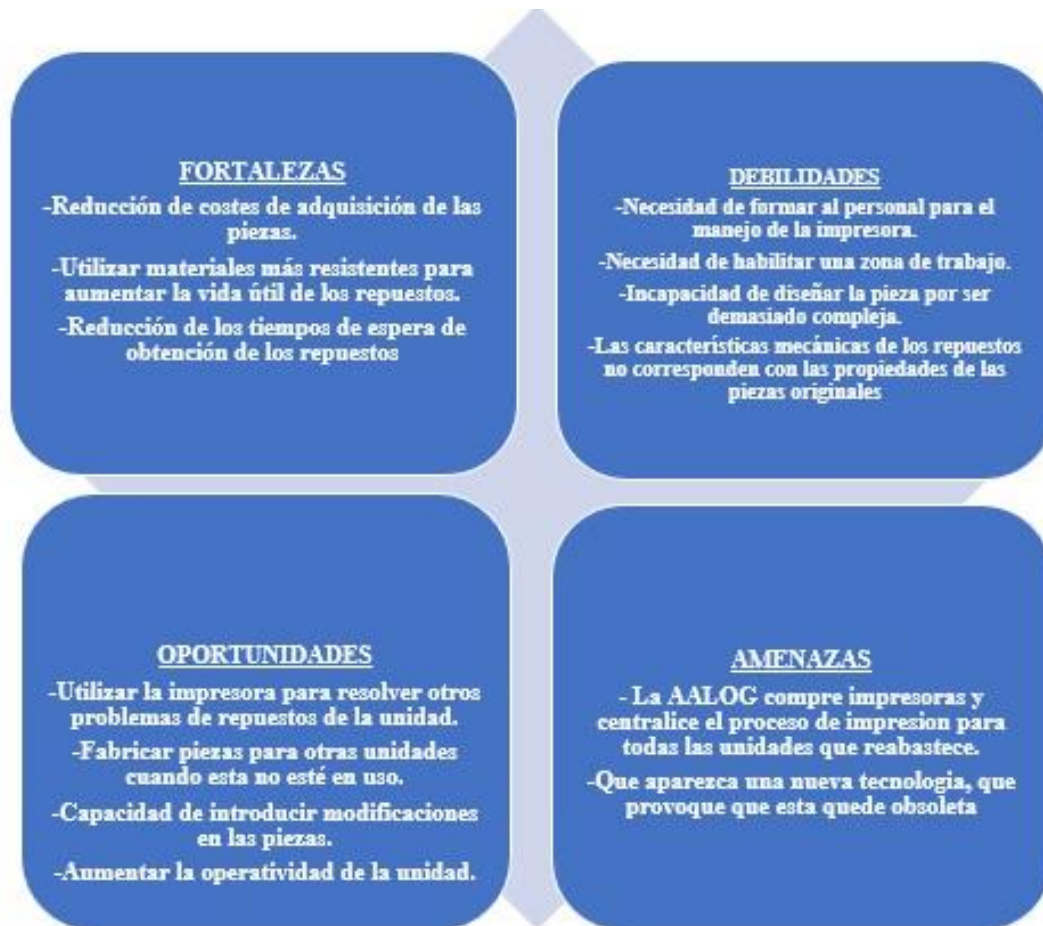 FORTALEZAS
-Reducción de costes de adquisición de las
piezas.
-Utilizar materiales más resistentes para
aumentar la vida útil de los repuestos.
-Reducción de los tiempos de espera de
obtención de los repuestos
DEBILIDADES
-Necesidad de formar al personal para el
manejo de la impresora.
-Necesidad de habilitar una zona de trabajo.
-Incapacidad de diseñar la pieza por ser
demasiado compleja.
-Las características mecánicas de los repuestos
no corresponden con las propiedades de las
piezas originales
OPORTUNIDADES
-Utilizar la impresora para resolver otros
problemas de repuestos de la unidad.
-Fabricar piezas para otras unidades
cuando esta no esté en uso.
-Capacidad de introducir modificaciones
en las piezas.
-Aumentar la operatividad de la unidad.
AMENAZAS
- La AALOG compre impresoras y
centralice el proceso de impresion para
todas las unidades que reabastece.
-Que aparezca una nueva tecnologia, que
provoque que esta quede obsoleta